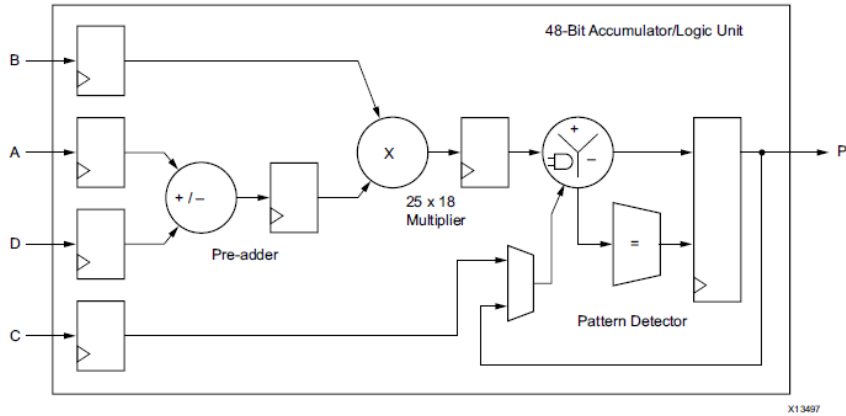 48-Bit Accumulator/Logic Unit
B
A
+ / –
D
Pre-adder
X
25 x 18
Multiplier
+
–
=
P
Pattern Detector
C
X13497